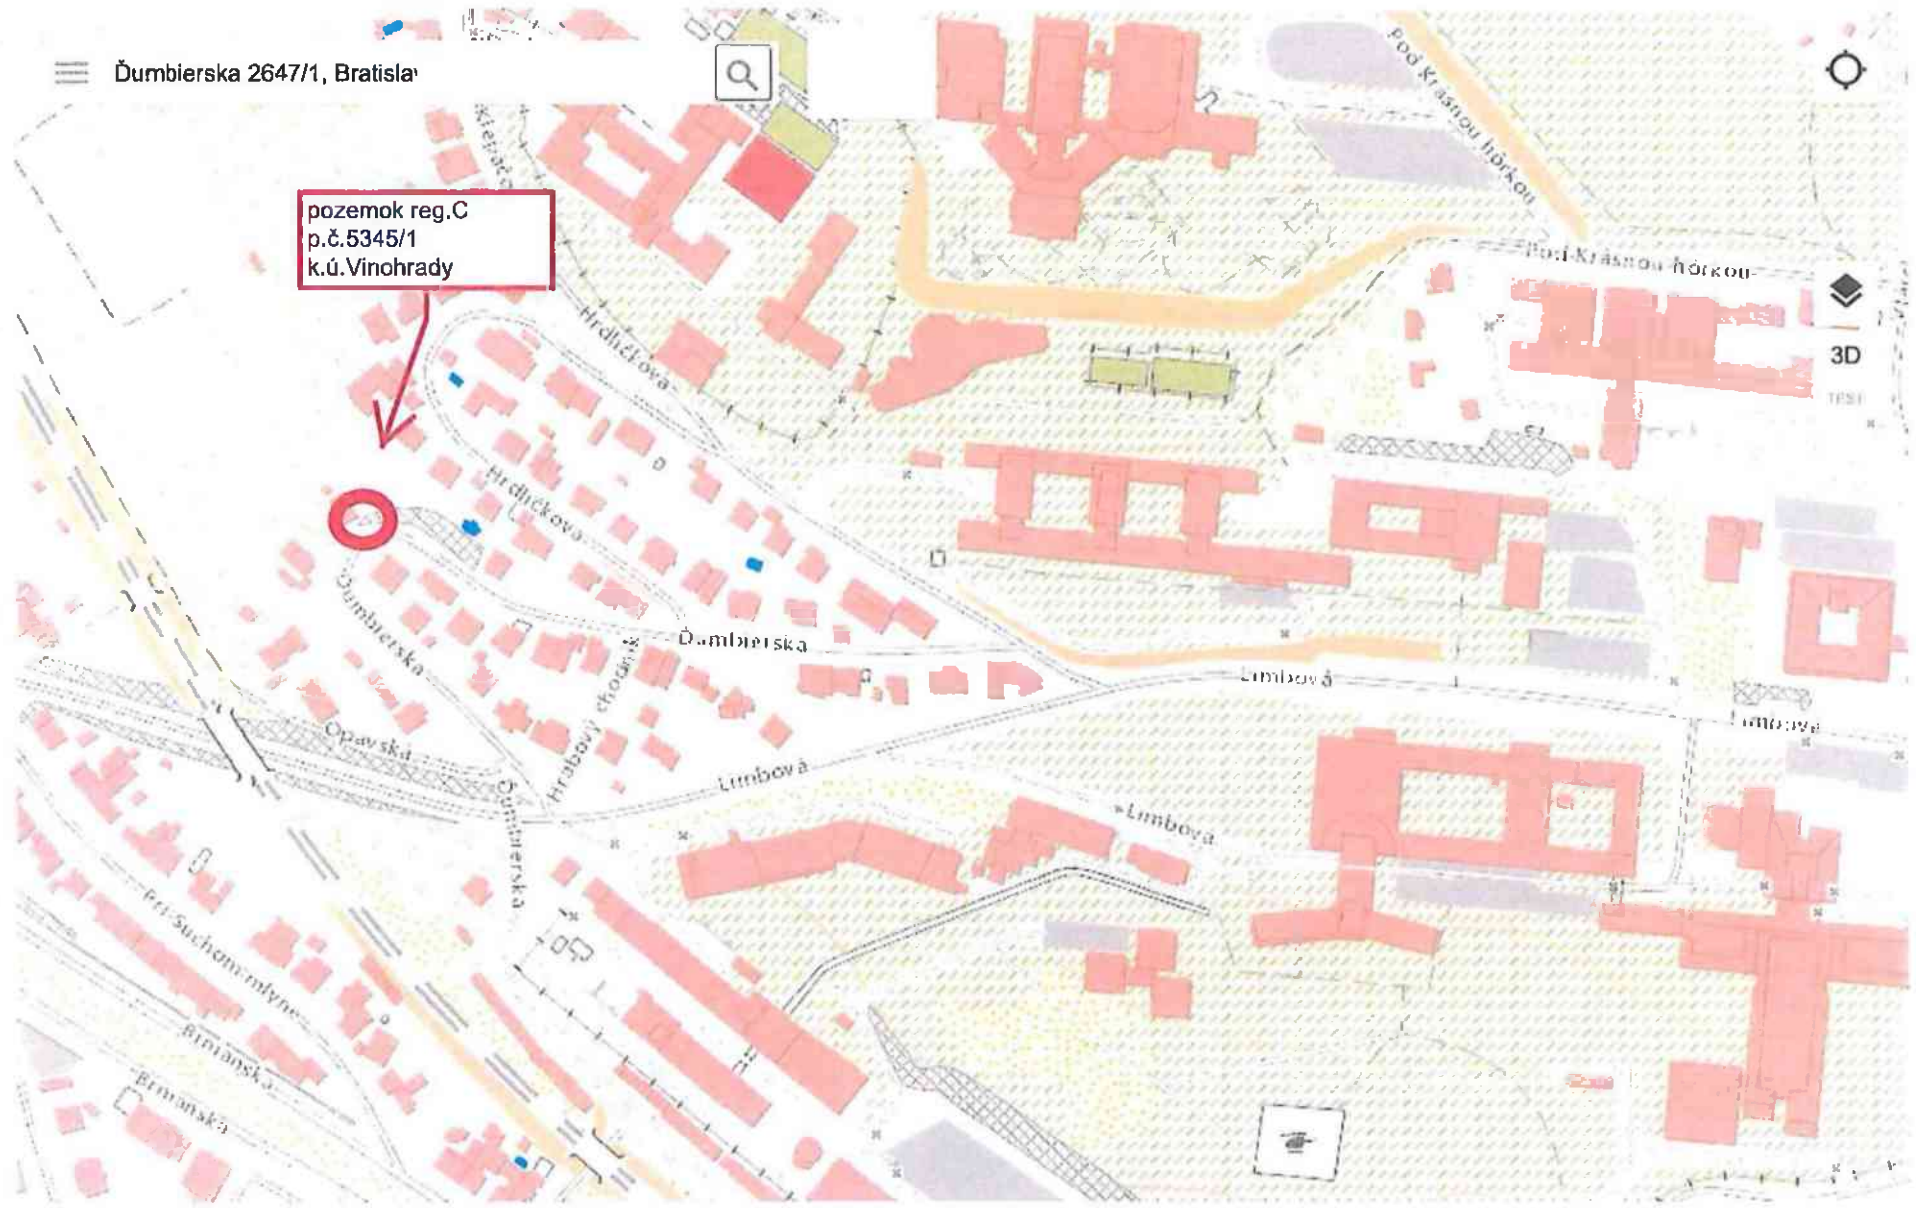 Ďumbierska 2647/1, Bratisla
pozemok reg.C
p.č.5345/1
k.ú.Vinohrady
Pod Krásnou hôrkou
Pod Krásnou hôrkou
3D
TEST
Hrdličkova
Hrdličkova
Ďumbierska
Ďumbierska
Limbová
Limbová
Opavská
Hrabový chodník
Limbová
Limbová
Ďumbierska
Pri Suchom mlyne
Brnianska
Brnianska